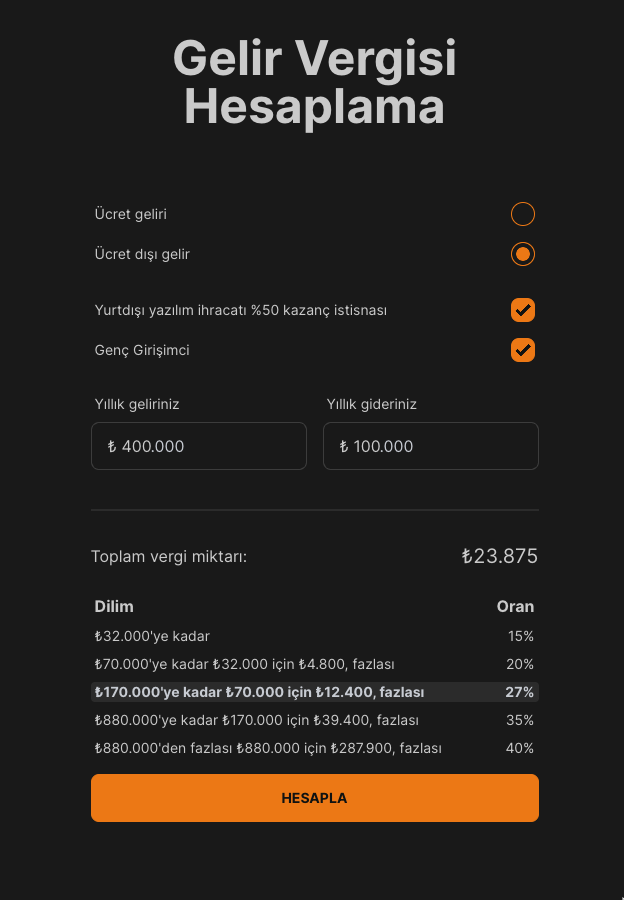 Gelir Vergisi
Hesaplama
Ücret geliri
Ücret dışı gelir
Yurtdışı yazılım ihracatı %50 kazanç istisnası
Genç Girişimci
Yıllık geliriniz
Yıllık gideriniz
₺ 400.000
₺ 100.000
Toplam vergi miktarı:
₺23.875
Dilim Oran
₺32.000'ye kadar 15%
₺70.000'ye kadar ₺32.000 için ₺4.800, fazlası 20%
₺170.000'ye kadar ₺70.000 için ₺12.400, fazlası 27%
₺880.000'ye kadar ₺170.000 için ₺39.400, fazlası 35%
₺880.000'den fazlası ₺880.000 için ₺287.900, fazlası 40%
HESAPLA